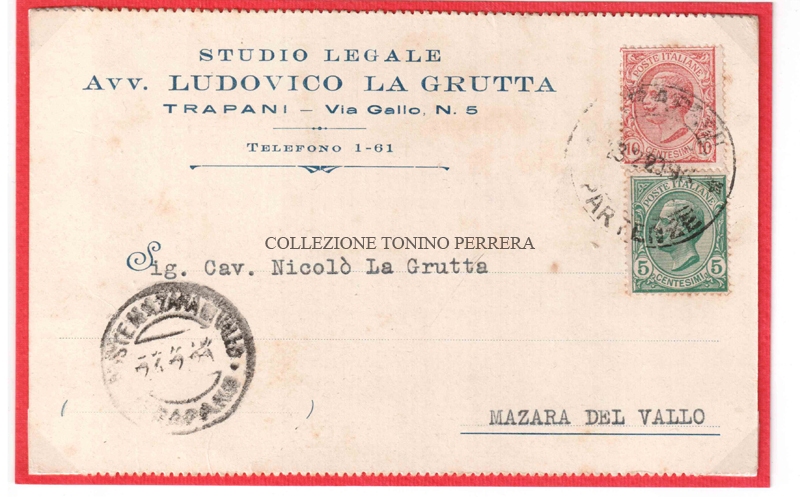 STUDIO LEGALE
Avv. LUDOVICO LA GRUTTA
TRAPANI – Via Gallo, N. 5
TELEFONO 1-61
POSTE ITALIANE
10 10
CENTESIMI
PARTENZE
POSTE ITALIANE
5 5
CENTESIMI
COLLEZIONE TONINO PERRERA
Sig. Cav. Nicolò La Grutta
MAZARA DEL VALLO